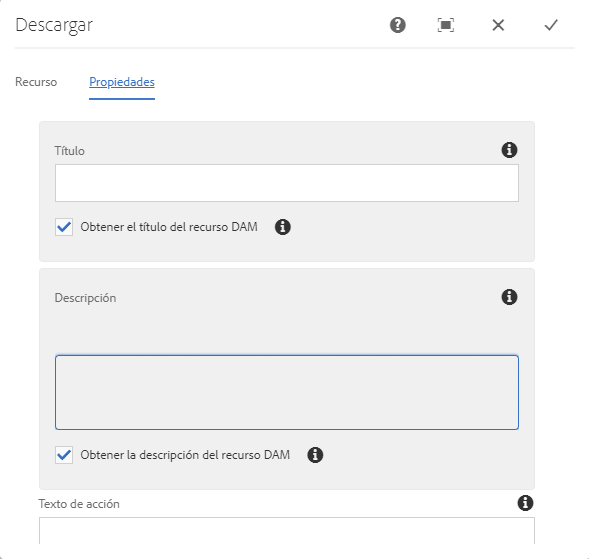 Descargar
Recurso Propiedades
Título
Obtener el título del recurso DAM
Descripción
Obtener la descripción del recurso DAM
Texto de acción